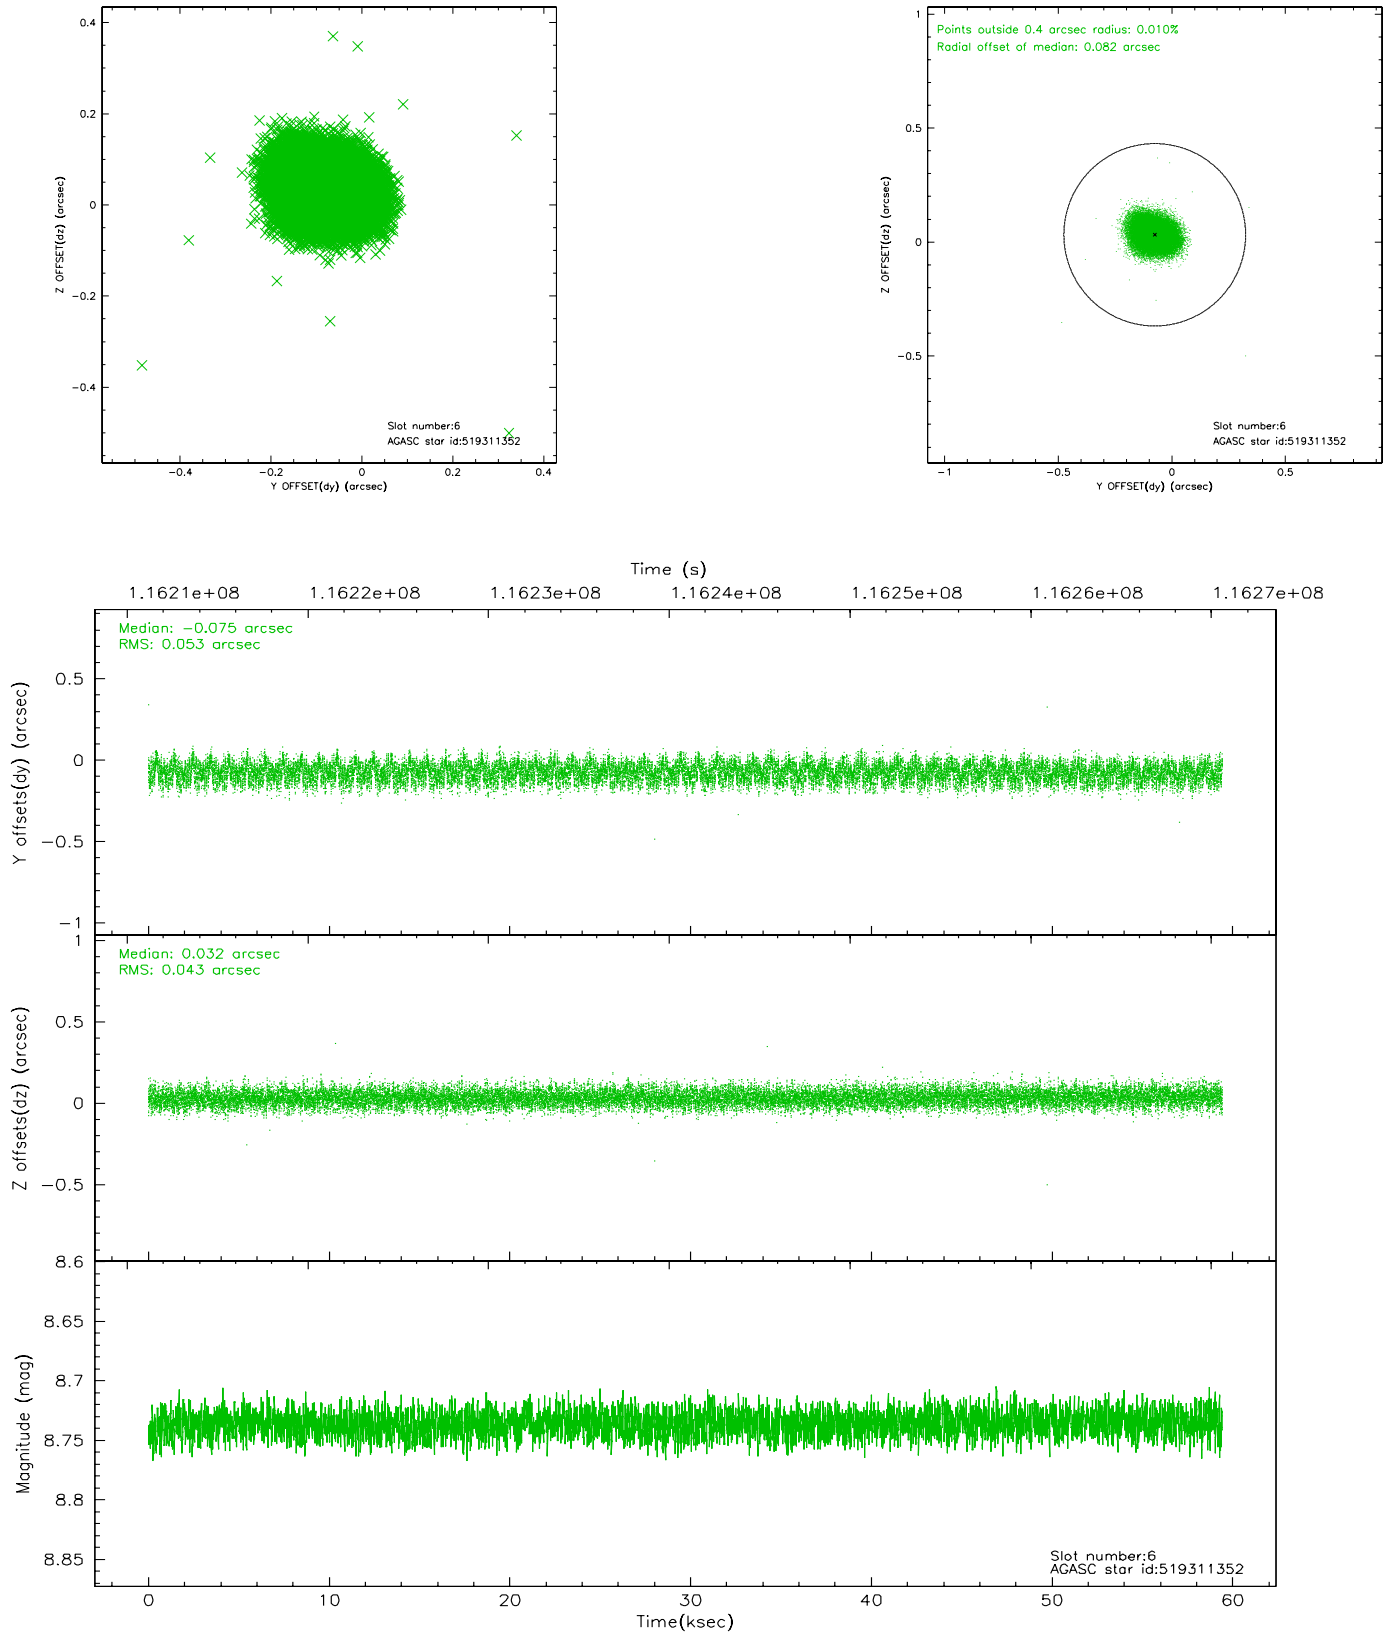 0.4
0.2
0
−0.2
−0.4
Z OFFSET(dz) (arcsec)
Slot number:6
AGASC star id:519311352
−0.4
−0.2
0
0.2
0.4
Y OFFSET(dy) (arcsec)
Points outside 0.4 arcsec radius: 0.010%
Radial offset of median: 0.082 arcsec
1
0.5
0
−0.5
Z OFFSET(dz) (arcsec)
Slot number:6
AGASC star id:519311352
−1
−0.5
0
0.5
Y OFFSET(dy) (arcsec)
Time (s)
1.1621e+08
1.1622e+08
1.1623e+08
1.1624e+08
1.1625e+08
1.1626e+08
1.1627e+08
Median: −0.075 arcsec
RMS: 0.053 arcsec
0.5
0
−0.5
−1
Y offsets(dy) (arcsec)
Median: 0.032 arcsec
RMS: 0.043 arcsec
1
0.5
0
−0.5
Z offsets(dz) (arcsec)
8.6
8.65
8.7
8.75
8.8
8.85
Magnitude (mag)
Slot number:6
AGASC star id:519311352
0
10
20
30
40
50
60
Time(ksec)